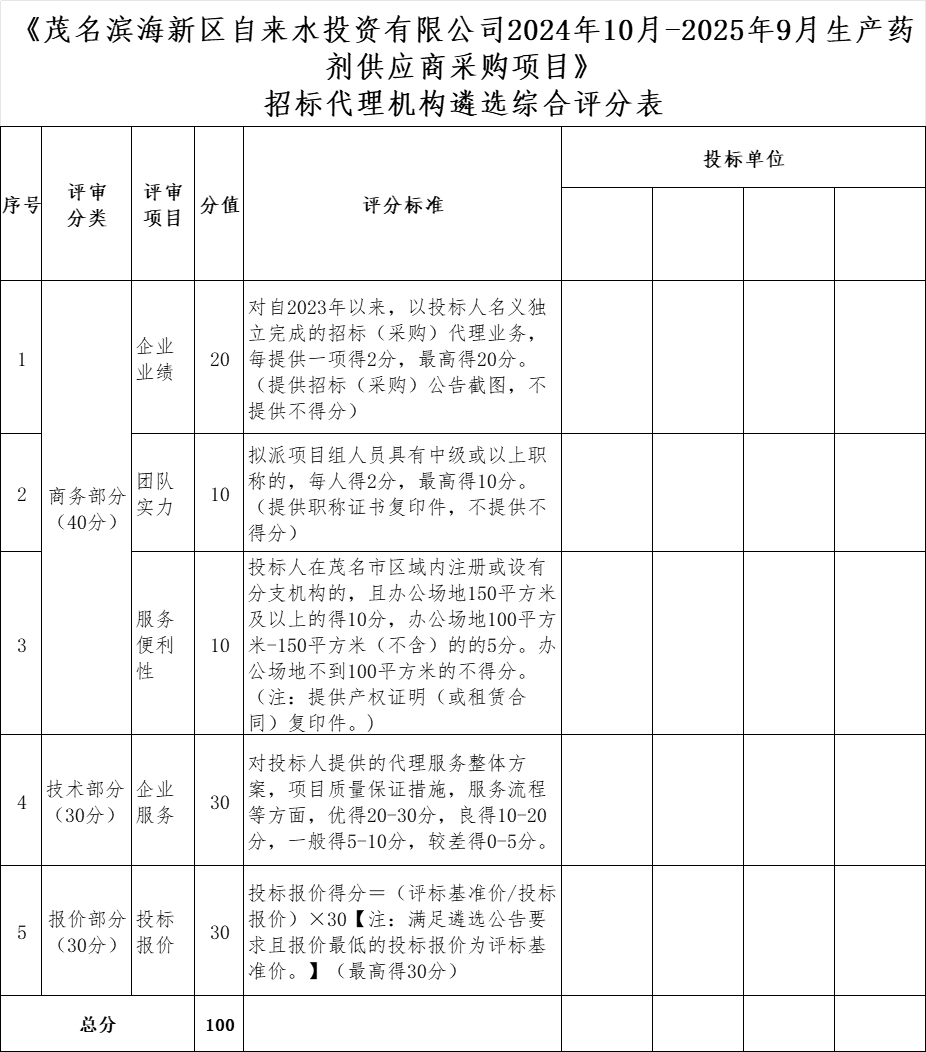 《茂名滨海新区自来水投资有限公司2024年10月-2025年9月生产药
剂供应商采购项目》
招标代理机构遴选综合评分表
序号
评审
分类
评审
项目
分值
评分标准
投标单位
1
商务部分
（40分）
企业
业绩
20
对自2023年以来，以投标人名义独
立完成的招标（采购）代理业务，
每提供一项得2分，最高得20分。
（提供招标（采购）公告截图，不
提供不得分）
2
团队
实力
10
拟派项目组人员具有中级或以上职
称的，每人得2分，最高得10分。
（提供职称证书复印件，不提供不
得分）
3
服务
便利
性
10
投标人在茂名市区域内注册或设有
分支机构的，且办公场地150平方米
及以上的得10分，办公场地100平方
米-150平方米（不含）的的5分。办
公场地不到100平方米的不得分。
（注：提供产权证明（或租赁合
同）复印件。)
4
技术部分
（30分）
企业
服务
30
对投标人提供的代理服务整体方
案，项目质量保证措施，服务流程
等方面，优得20-30分，良得10-20
分，一般得5-10分，较差得0-5分。
5
报价部分
（30分）
投标
报价
30
投标报价得分＝（评标基准价/投标
报价）×30【注：满足遴选公告要
求且报价最低的投标报价为评标基
准价。】（最高得30分）
总分
100